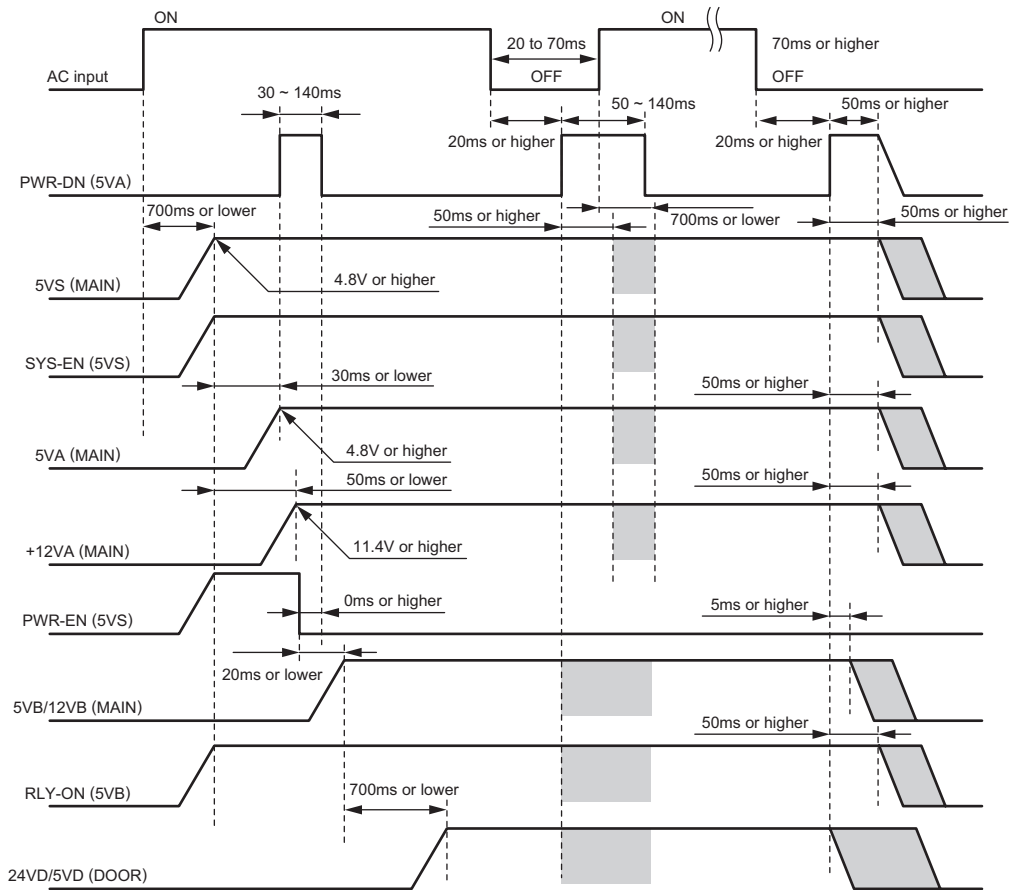 ON
ON
20 to 70ms
70ms or higher
AC input
OFF
OFF
30 ~ 140ms
50 ~ 140ms
50ms or higher
20ms or higher
20ms or higher
PWR-DN (5VA)
700ms or lower
50ms or higher
700ms or lower
50ms or higher
4.8V or higher
5VS (MAIN)
SYS-EN (5VS)
30ms or lower
50ms or higher
4.8V or higher
5VA (MAIN)
50ms or lower
50ms or higher
11.4V or higher
+12VA (MAIN)
0ms or higher
5ms or higher
PWR-EN (5VS)
20ms or lower
5VB/12VB (MAIN)
50ms or higher
RLY-ON (5VB)
700ms or lower
24VD/5VD (DOOR)